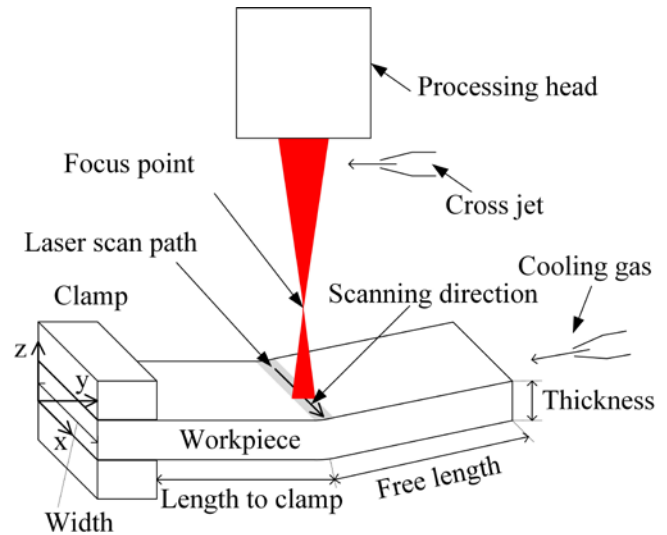 Processing head
Focus point
Cross jet
Laser scan path
Cooling gas
Clamp
Scanning direction
z
y
Thickness
x
Workpiece
Free length
Length to clamp
Width